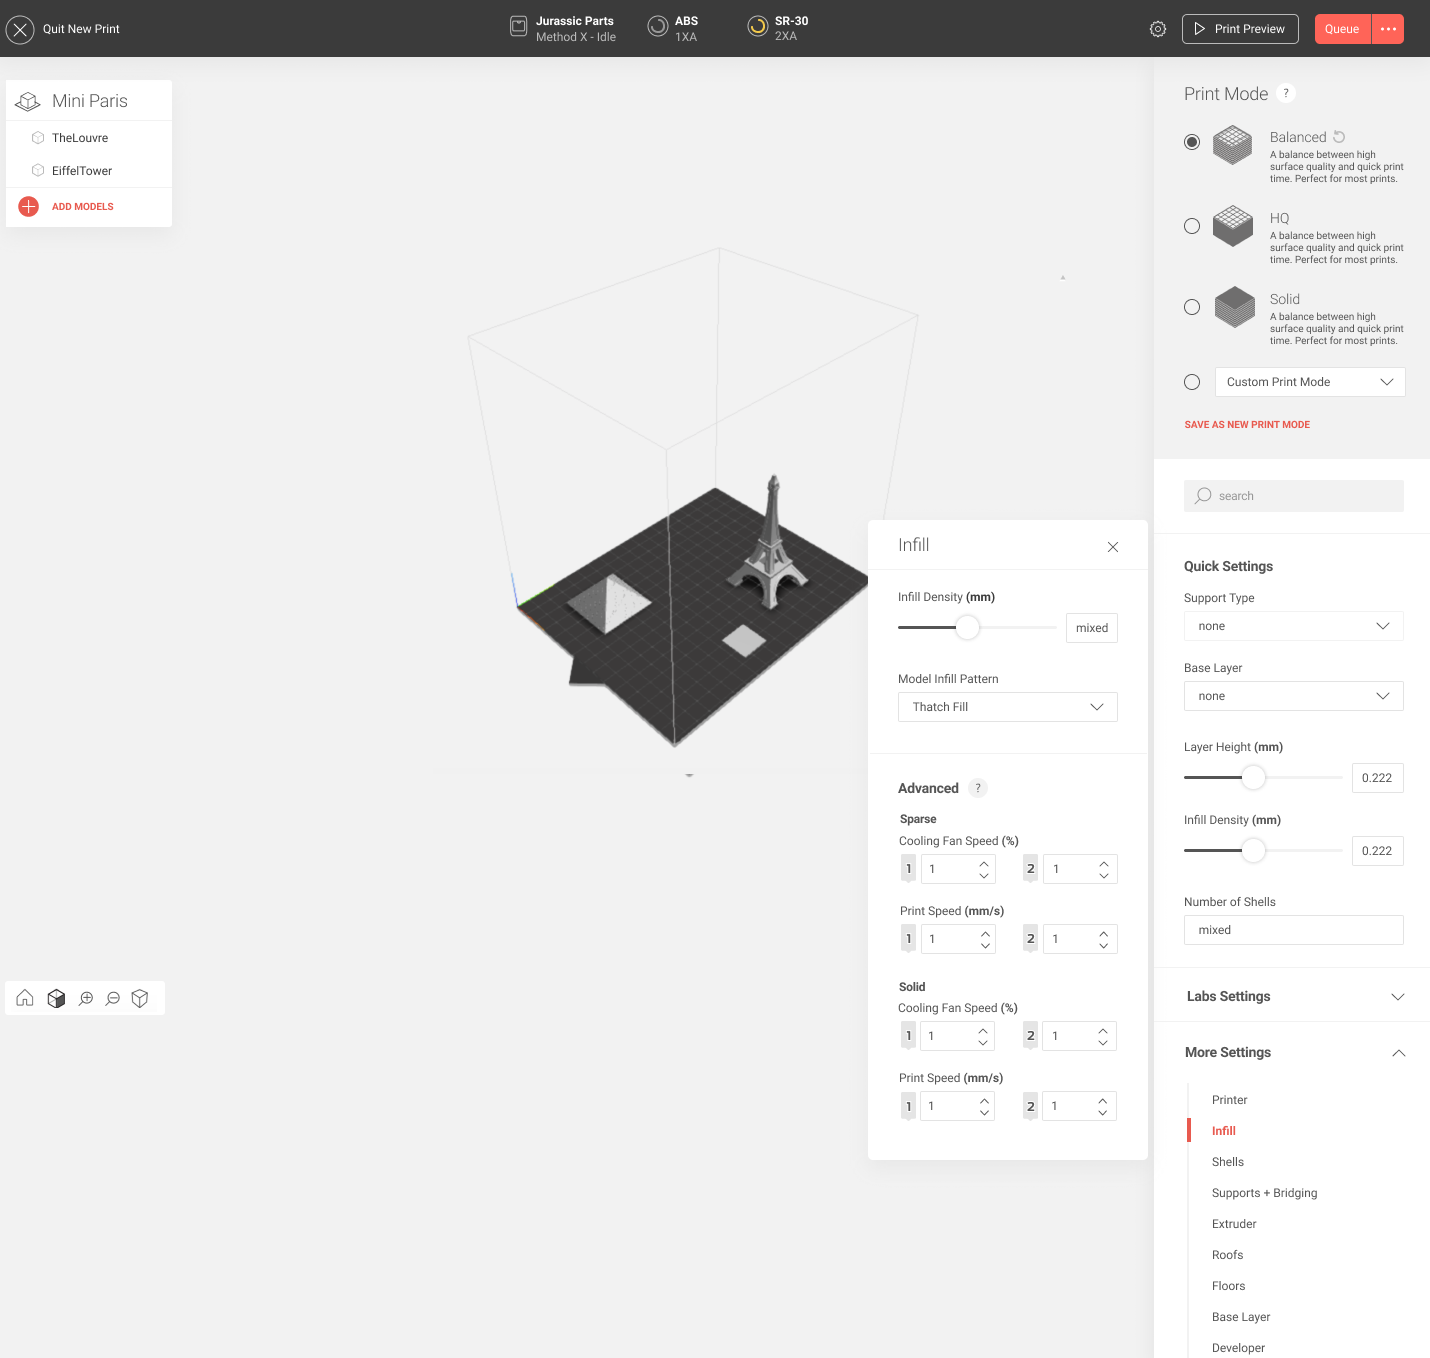 Quit New Print
Jurassic Parts
Method X - Idle
ABS
1XA
SR-30
2XA
Print Preview
Queue
Mini Paris
TheLouvre
EiffelTower
ADD MODELS
Print Mode ?
Balanced
A balance between high
surface quality and quick print
time. Perfect for most prints.
HQ
A balance between high
surface quality and quick print
time. Perfect for most prints.
Solid
A balance between high
surface quality and quick print
time. Perfect for most prints.
Custom Print Mode
SAVE AS NEW PRINT MODE
search
Quick Settings
Support Type
none
Base Layer
none
Layer Height (mm)
0.222
Infill Density (mm)
0.222
Number of Shells
mixed
Labs Settings
More Settings
Printer
Infill
Shells
Supports + Bridging
Extruder
Roofs
Floors
Base Layer
Developer
Infill
Infill Density (mm)
mixed
Model Infill Pattern
Thatch Fill
Advanced ?
Sparse
Cooling Fan Speed (%)
1 1 2 1
Print Speed (mm/s)
1 1 2 1
Solid
Cooling Fan Speed (%)
1 1 2 1
Print Speed (mm/s)
1 1 2 1